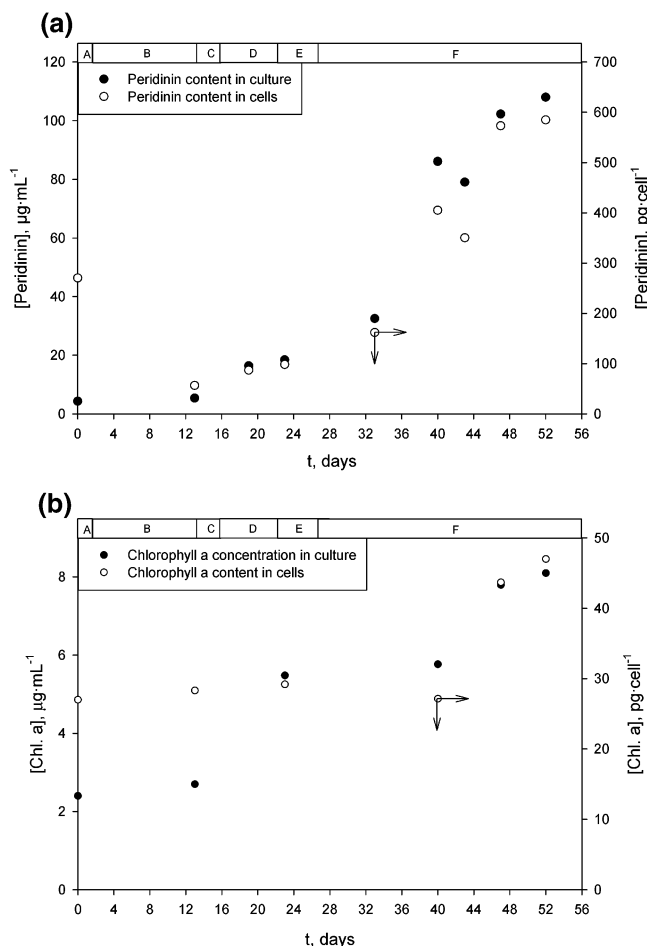 (a)
A B C D E F
120 700
Peridinin content in culture
Peridinin content in cells
100 600
80 500
60 400
40 300
20 200
0 100
0
[Peridinin], µg·mL-1
[Peridinin], pg·cell-1
0 4 8 12 16 20 24 28 32 36 40 44 48 52 56
t, days
(b)
A B C D E F
50
Chlorophyll a concentration in culture
Chlorophyll a content in cells
8 40
6 30
4 20
2 10
0 0
[Chl. a], µg·mL-1
[Chl. a], pg·cell-1
0 4 8 12 16 20 24 28 32 36 40 44 48 52 56
t, days